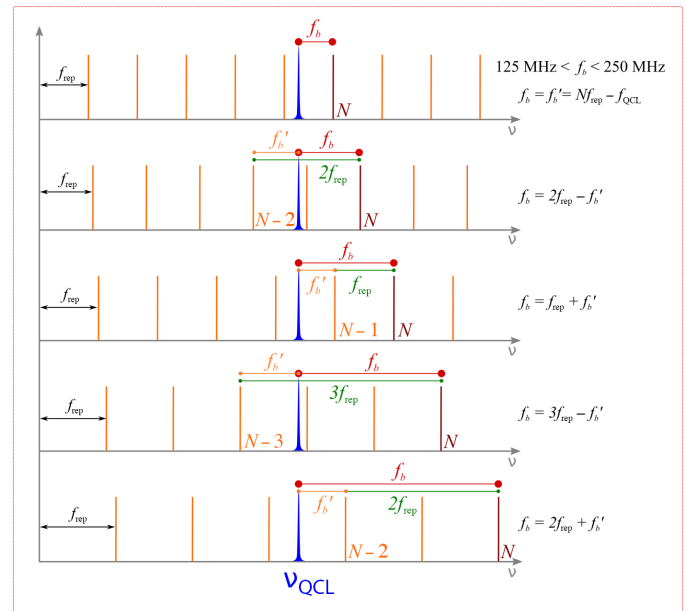 f_b
f_rep
N
ν
125 MHz < f_b < 250 MHz
f_b = f_b′ = Nf_rep – f_QCL
f_b′ f_b
2f_rep
f_rep
N – 2 N
ν
f_b = 2f_rep – f_b′
f_b
f_b′ f_rep
f_rep
N – 1 N
ν
f_b = f_rep + f_b′
f_b′ f_b
3f_rep
f_rep
N – 3 N
ν
f_b = 3f_rep – f_b′
f_b
f_b′ 2f_rep
f_rep
N – 2 N
ν
f_b = 2f_rep + f_b′
ν_QCL